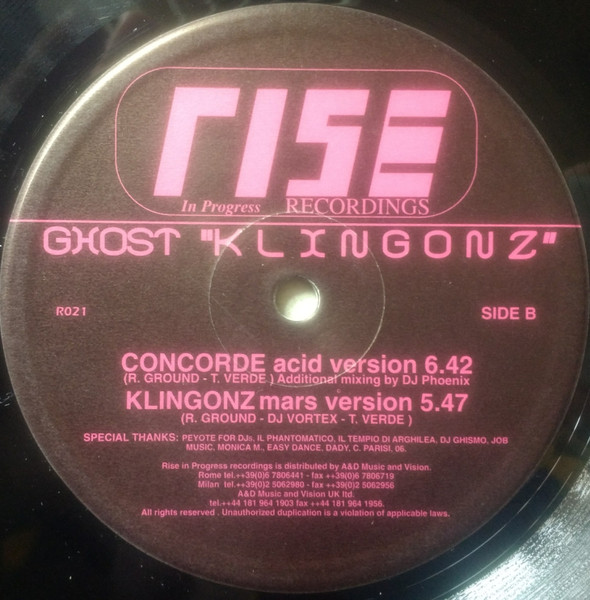 RISE
In Progress RECORDINGS
GHOST "KLINGONZ"
R021
SIDE B
CONCORDE acid version 6.42
(R. GROUND - T. VERDE ) Additional mixing by DJ Phoenix
KLINGONZ mars version 5.47
(R. GROUND - DJ VORTEX - T. VERDE )
SPECIAL THANKS: PEYOTE FOR DJs, IL PHANTOMATICO, IL TEMPIO DI ARGHILEA, DJ GHISMO, JOB
MUSIC, MONICA M., EASY DANCE, DADY, C. PARISI, 06.
Rise in Progress recordings is distributed by A&D Music and Vision.
Rome tel.++39(0)6 7806441 - fax ++39(0)6 7806719
Milan tel.++39(0)2 5062980 - fax ++39(0)2 5062956
A&D Music and Vision UK ltd.
tel.++44 181 964 1903 fax ++44 181 964 1956.
All rights reserved . Unauthorized duplication is a violation of applicable laws.